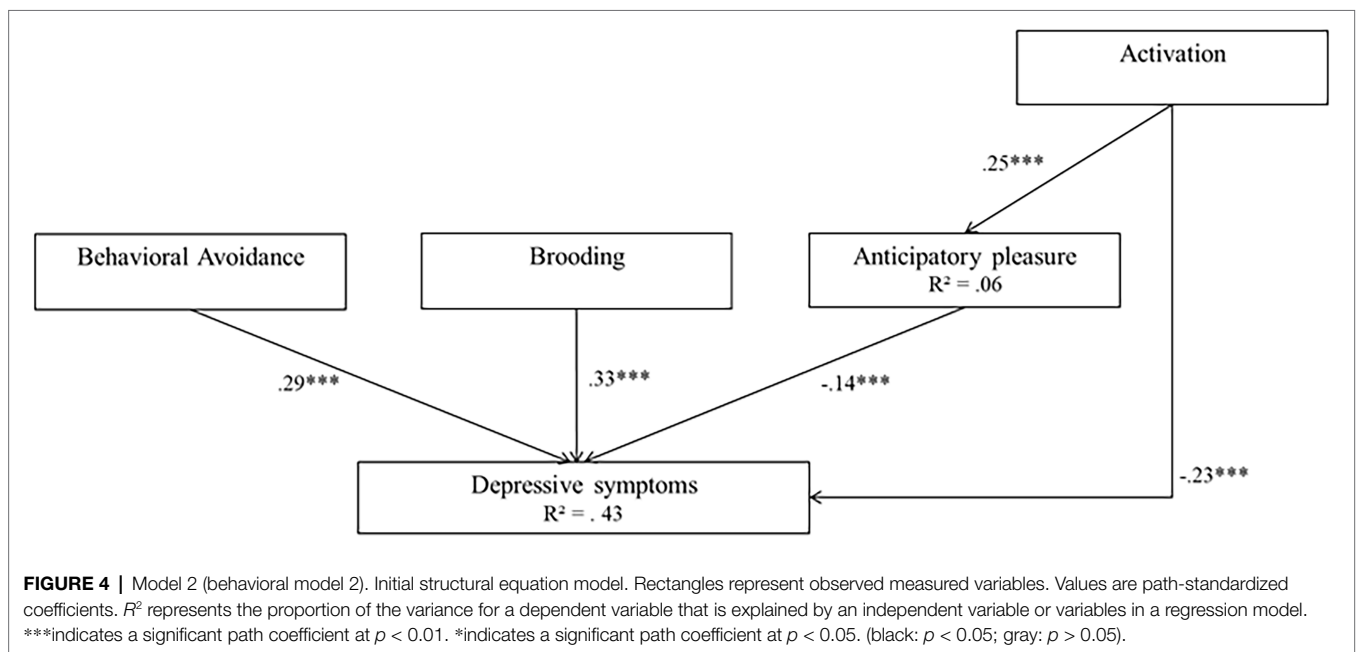 Activation
.25***
Behavioral Avoidance
Brooding
Anticipatory pleasure
R² = .06
.29***
.33***
-.14***
-.23***
Depressive symptoms
R² = . 43
FIGURE 4 | Model 2 (behavioral model 2). Initial structural equation model. Rectangles represent observed measured variables. Values are path-standardized
coefficients. R² represents the proportion of the variance for a dependent variable that is explained by an independent variable or variables in a regression model.
***indicates a significant path coefficient at p < 0.01. *indicates a significant path coefficient at p < 0.05. (black: p < 0.05; gray: p > 0.05).